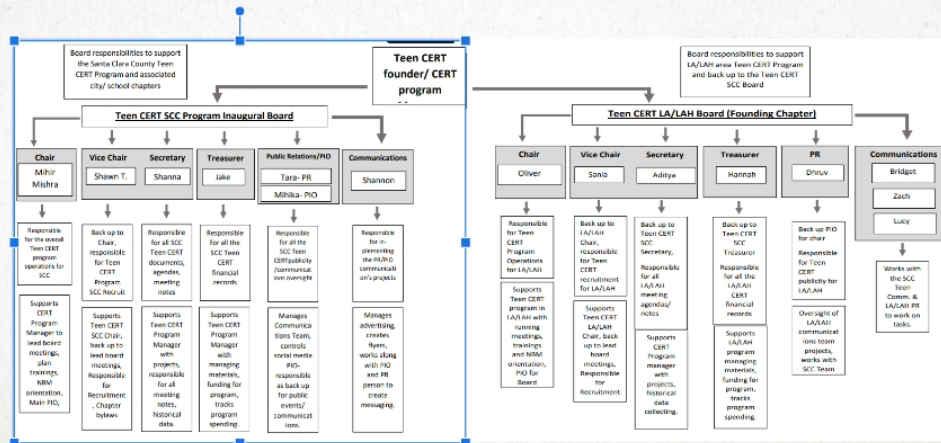 Board responsibilities to support
the Santa Clara County Teen
CERT Program and associated
city/ school chapters
Teen CERT
founder/ CERT
program
Board responsibilities to support
LA/LAH area Teen CERT Program
and back up to the Teen CERT
SCC Board
Teen CERT SCC Program Inaugural Board
Chair
Mihir
Mishra
Vice Chair
Shawn T.
Secretary
Shanna
Treasurer
Jake
Public Relations/PIO
Tara- PR
Mihika- PIO
Communications
Shannon
Responsible
for the overall
Teen CERT
program
operations for
SCC
Back up to
Chair,
responsible
for Teen
CERT
Program
SCC Recruit
Responsible
for all SCC
Teen CERT
documents,
agendas,
meeting
notes
Responsible
for all the
SCC Teen
CERT
financial
records
Responsible
for all the
SCC Teen
CERTpublicity
/communicat
ions oversight
Responsible
for in-
plementing
the PR/PIO
communicati
on's projects
Supports
CERT
Program
Manager to
lead board
meetings,
plan
trainings,
NBM
orientation,
Main PIO,
Supports
Teen CERT
SCC Chair,
back up to
lead board
meetings,
Responsible
for
Recruitment
, Chapter
bylaws
Supports
Teen CERT
Program
Manager
with
projects,
responsible
for all
meeting
notes,
historical
data.
Supports
Teen CERT
Program
Manager
with
managing
materials,
funding for
program,
tracks
program
spending.
Manages
Communica
tions Team,
controls
social media
PIO-
responsible
as back up
for public
events/
communicat
ions.
Manages
advertising,
creates
flyers,
works along
with PIO
and PR
person to
create
messaging.
Teen CERT LA/LAH Board (Founding Chapter)
Chair
Oliver
Vice Chair
Sania
Secretary
Aditya
Treasurer
Hannah
PR
Dhruv
Communications
Bridget
Zach
Lucy
Responsible
for Teen
CERT
Program
Operations
for LA/LAH
Back up to
LA/LAH
Chair,
responsible
for Teen
CERT
recruitment
for LA/LAH
Back up to
Teen CERT
SCC
Secretary,
Responsible
for all
LA/LAH
meeting
agendas/
notes
Back up to
Teen CERT
SCC
Treasurer
Responsible
for all the
LA/LAH
CERT
financial
records
Back up PIO
for chair
Responsible
for Teen
CERT
publicity for
LA/LAH
Works with
the SCC
Teen
Comm. &
LA/LAH PR
to work on
tasks.
Supports
Teen CERT
program in
LA/LAH with
running
meetings,
trainings
and NBM
orientation,
PIO for
Board
Supports
Teen CERT
LA/LAH
Chair, back
up to lead
board
meetings,
Responsible
for
Recruitment
Supports
CERT
Program
manager
with
projects,
historical
data
collecting.
Supports
LA/LAH
program
managing
materials,
funding for
program,
tracks
program
spending.
Oversight of
LA/LAH
communicat
ions team
projects,
works with
SCC Team